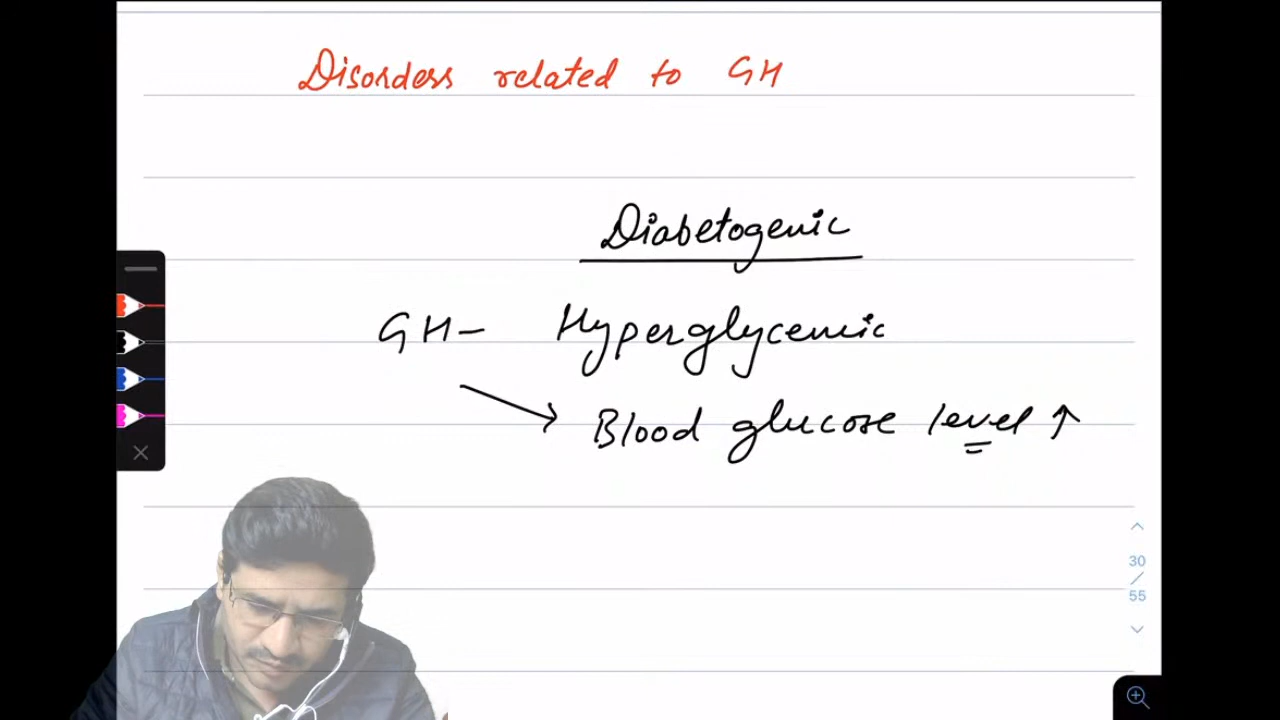 Disorders related to GH
Diabetogenic
GH- Hyperglycemic
Blood glucose level ↑
30
/
55